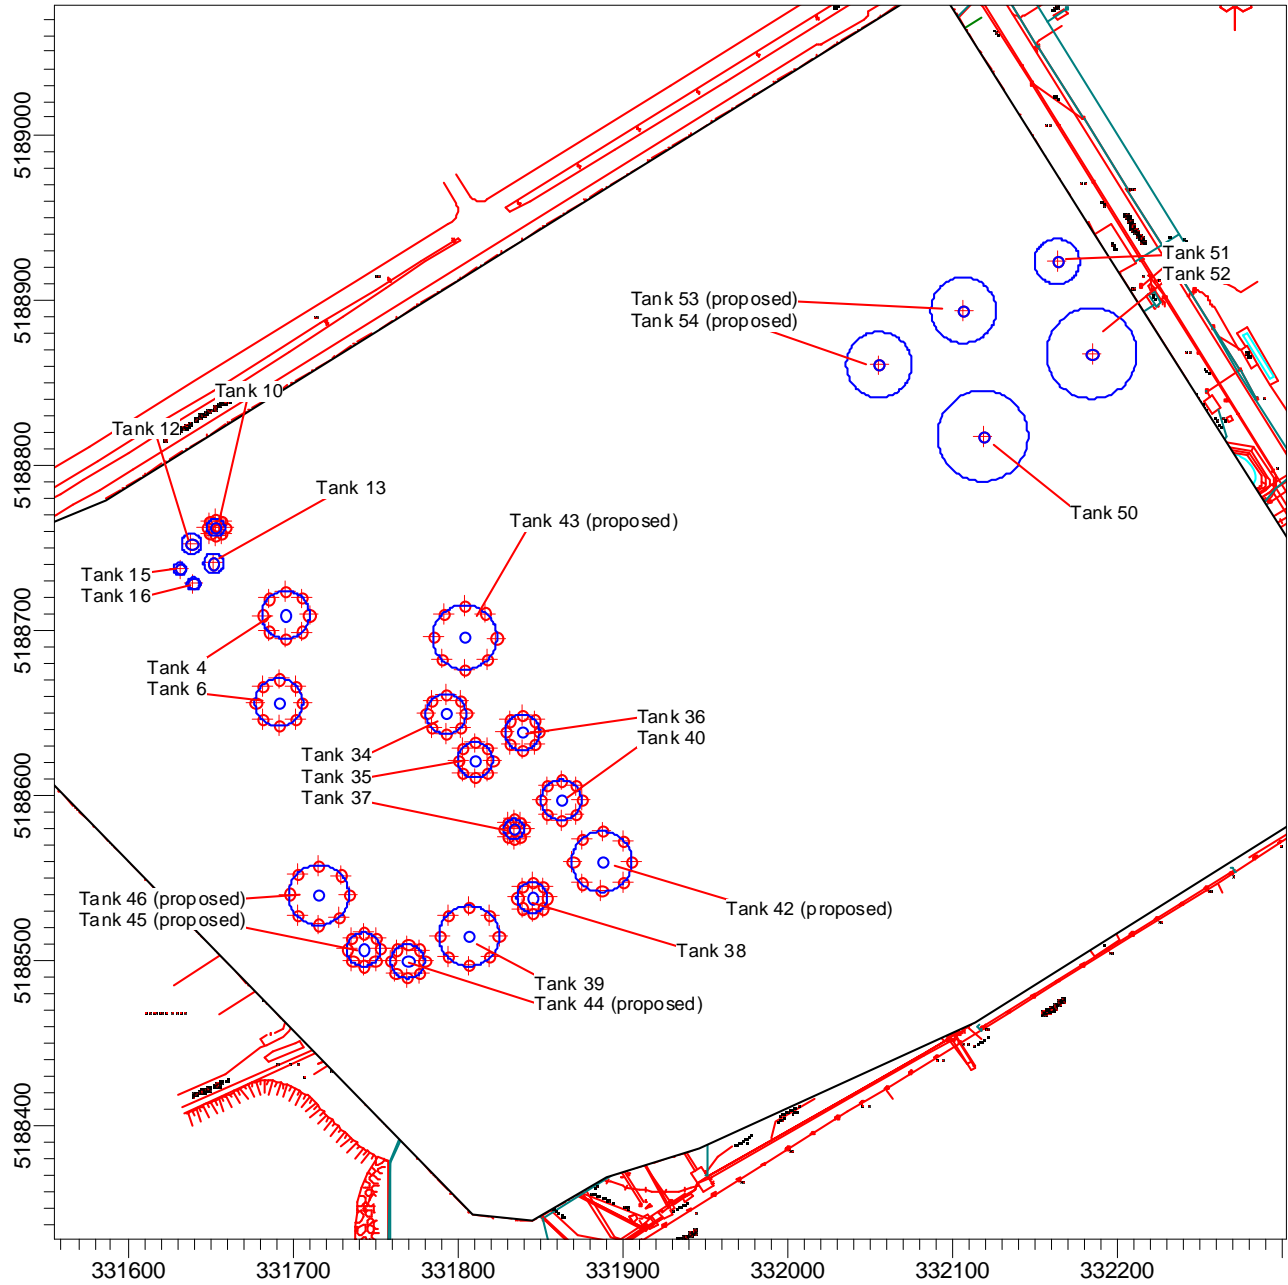 5189000
5188900
5188800
5188700
5188600
5188500
5188400
Tank 51
Tank 52
Tank 53 (proposed)
Tank 54 (proposed)
Tank 10
Tank 12
Tank 13
Tank 50
Tank 43 (proposed)
Tank 15
Tank 16
Tank 4
Tank 6
Tank 36
Tank 40
Tank 34
Tank 35
Tank 37
Tank 46 (proposed)
Tank 45 (proposed)
Tank 42 (proposed)
Tank 38
Tank 39
Tank 44 (proposed)
331600 331700 331800 331900 332000 332100 332200